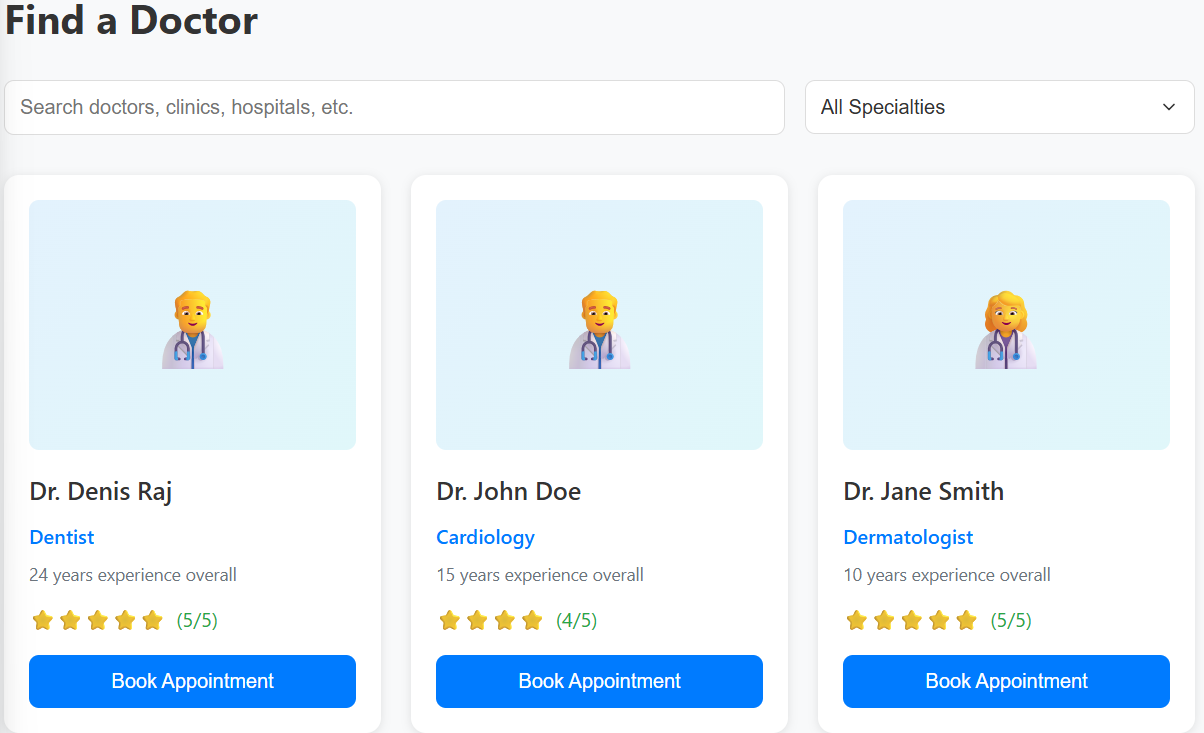 Find a Doctor
Search doctors, clinics, hospitals, etc.
All Specialties
Dr. Denis Raj
Dentist
24 years experience overall
(5/5)
Book Appointment
Dr. John Doe
Cardiology
15 years experience overall
(4/5)
Book Appointment
Dr. Jane Smith
Dermatologist
10 years experience overall
(5/5)
Book Appointment